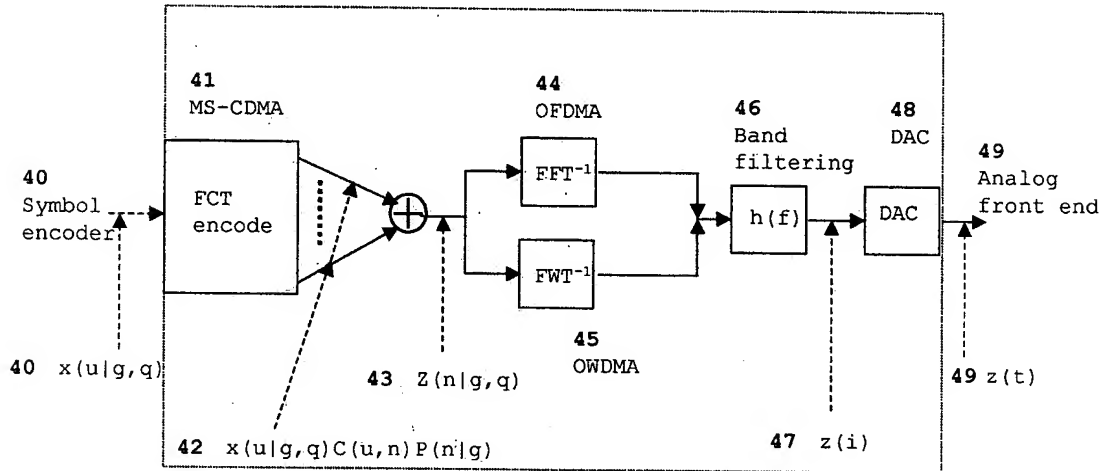 41
MS-CDMA
44
OFDMA
46
Band
filtering
48
DAC
49
Analog
front end
40
Symbol
encoder
FCT
encode
FFT⁻¹
h(f)
DAC
FWT⁻¹
45
OWDMA
40 x(u|g,q)
43 Z(n|g,q)
49 z(t)
42 x(u|g,q)C(u,n)P(n|g)
47 z(i)